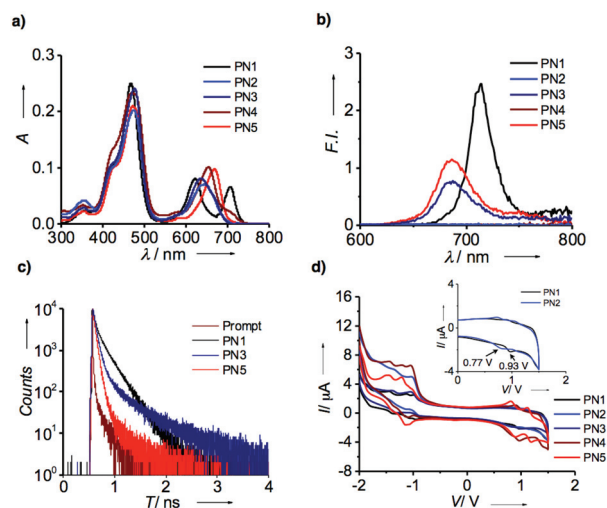 a)
0.3
0.2
0.1
0.0
A
300 400 500 600 700 800
λ/ nm
PN1
PN2
PN3
PN4
PN5
b)
3
2
1
0
F.I.
600 700 800
λ/ nm
PN1
PN2
PN3
PN4
PN5
c)
10⁴
10³
10²
10¹
10⁰
Counts
0 1 2 3 4
T/ ns
Prompt
PN1
PN3
PN5
d)
16
12
8
4
0
-4
-8
I/ µA
-2 -1 0 1 2
V/ V
PN1
PN2
PN3
PN4
PN5
4
0
-4
I/ µA
0 1 2
V/ V
PN1
PN2
0.77 V
0.93 V